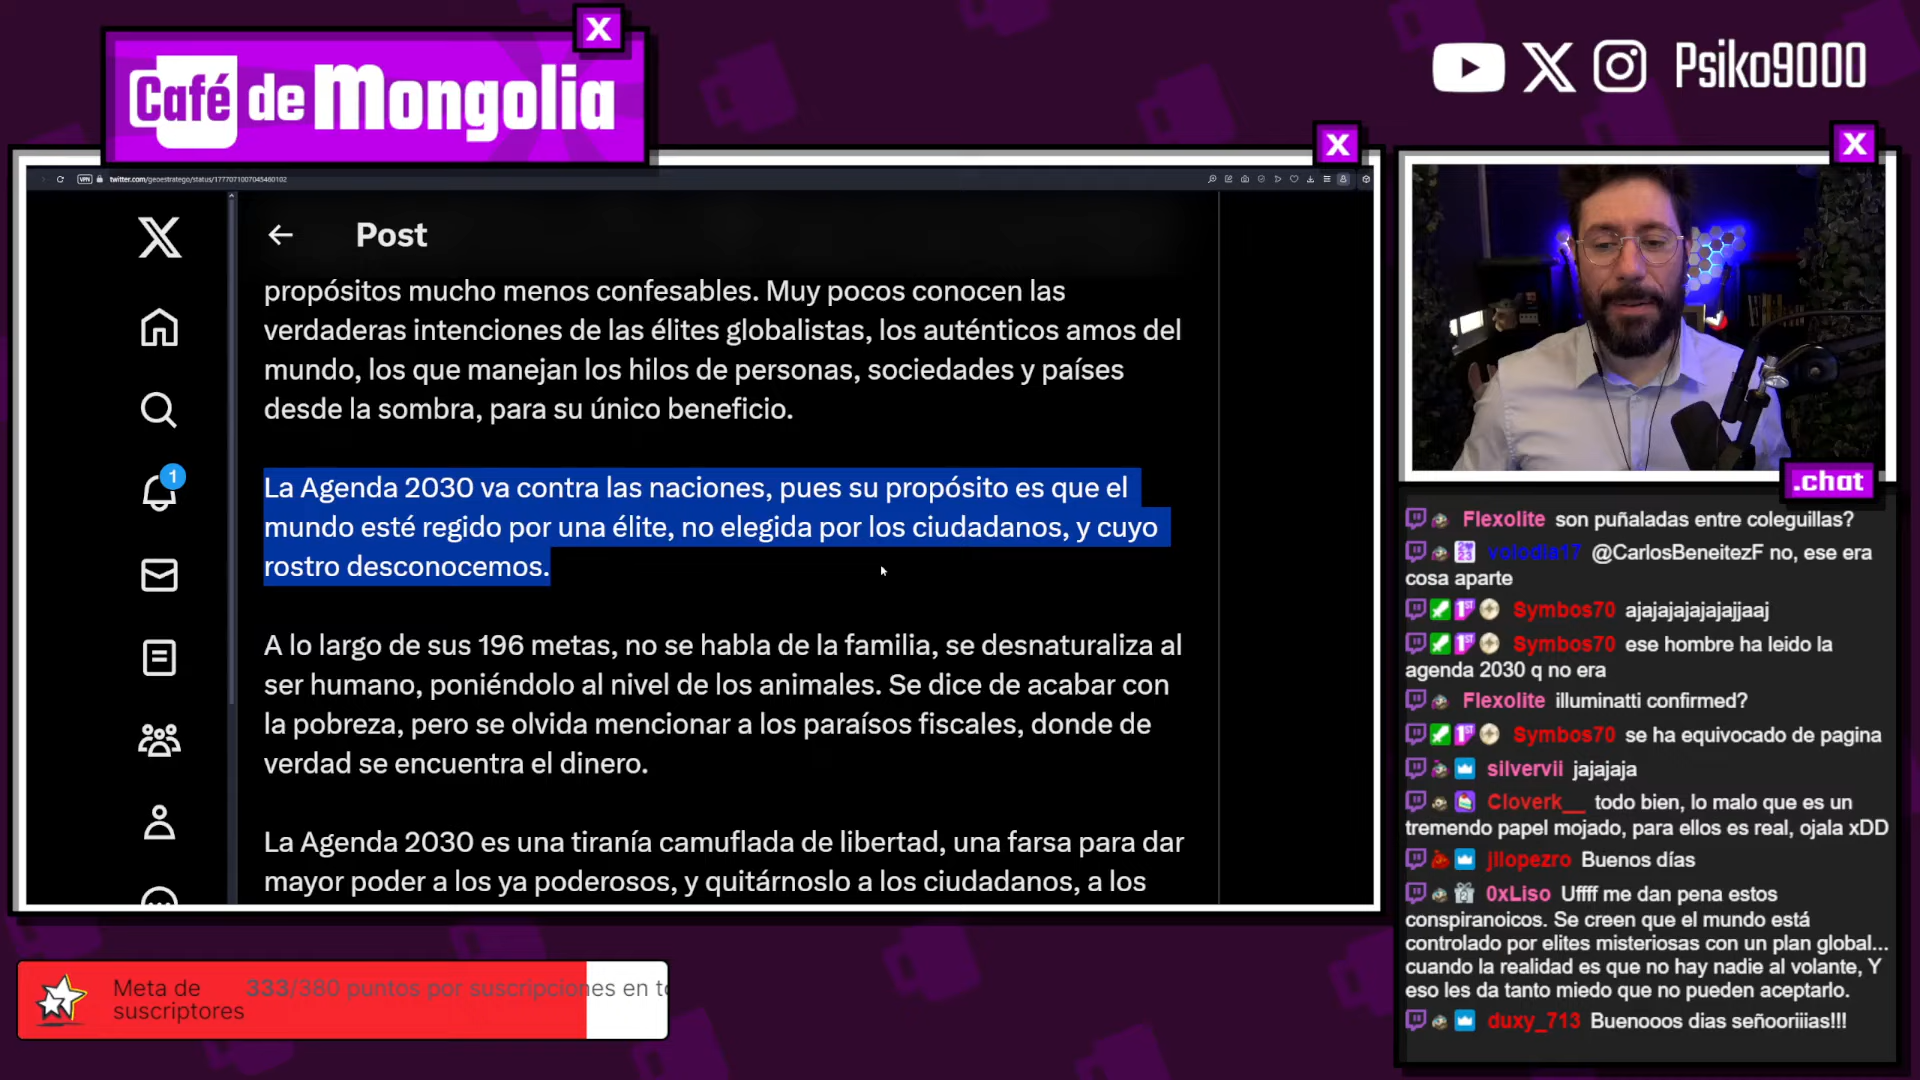 X
Café de Mongolia
Psiko9000
X
X
VPN
twitter.com/geoestratego/status/1777071007045460102
Post
propósitos mucho menos confesables. Muy pocos conocen las
verdaderas intenciones de las élites globalistas, los auténticos amos del
mundo, los que manejan los hilos de personas, sociedades y países
desde la sombra, para su único beneficio.
1
La Agenda 2030 va contra las naciones, pues su propósito es que el
mundo esté regido por una élite, no elegida por los ciudadanos, y cuyo
rostro desconocemos.
A lo largo de sus 196 metas, no se habla de la familia, se desnaturaliza al
ser humano, poniéndolo al nivel de los animales. Se dice de acabar con
la pobreza, pero se olvida mencionar a los paraísos fiscales, donde de
verdad se encuentra el dinero.
La Agenda 2030 es una tiranía camuflada de libertad, una farsa para dar
mayor poder a los ya poderosos, y quitárnoslo a los ciudadanos, a los
.chat
Flexolite son puñaladas entre coleguillas?
volodia17 @CarlosBeneitezF no, ese era
cosa aparte
Symbos70 ajajajajajajajjaaj
Symbos70 ese hombre ha leido la
agenda 2030 q no era
Flexolite illuminatti confirmed?
Symbos70 se ha equivocado de pagina
silvervii jajajaja
Cloverk__ todo bien, lo malo que es un
tremendo papel mojado, para ellos es real, ojala xDD
jllopezro Buenos días
0xLiso Uffff me dan pena estos
conspiranoicos. Se creen que el mundo está
controlado por elites misteriosas con un plan global...
cuando la realidad es que no hay nadie al volante, Y
eso les da tanto miedo que no pueden aceptarlo.
duxy_713 Buenooos dias señooriiias!!!
Meta de
suscriptores
333/380 puntos por suscripciones en